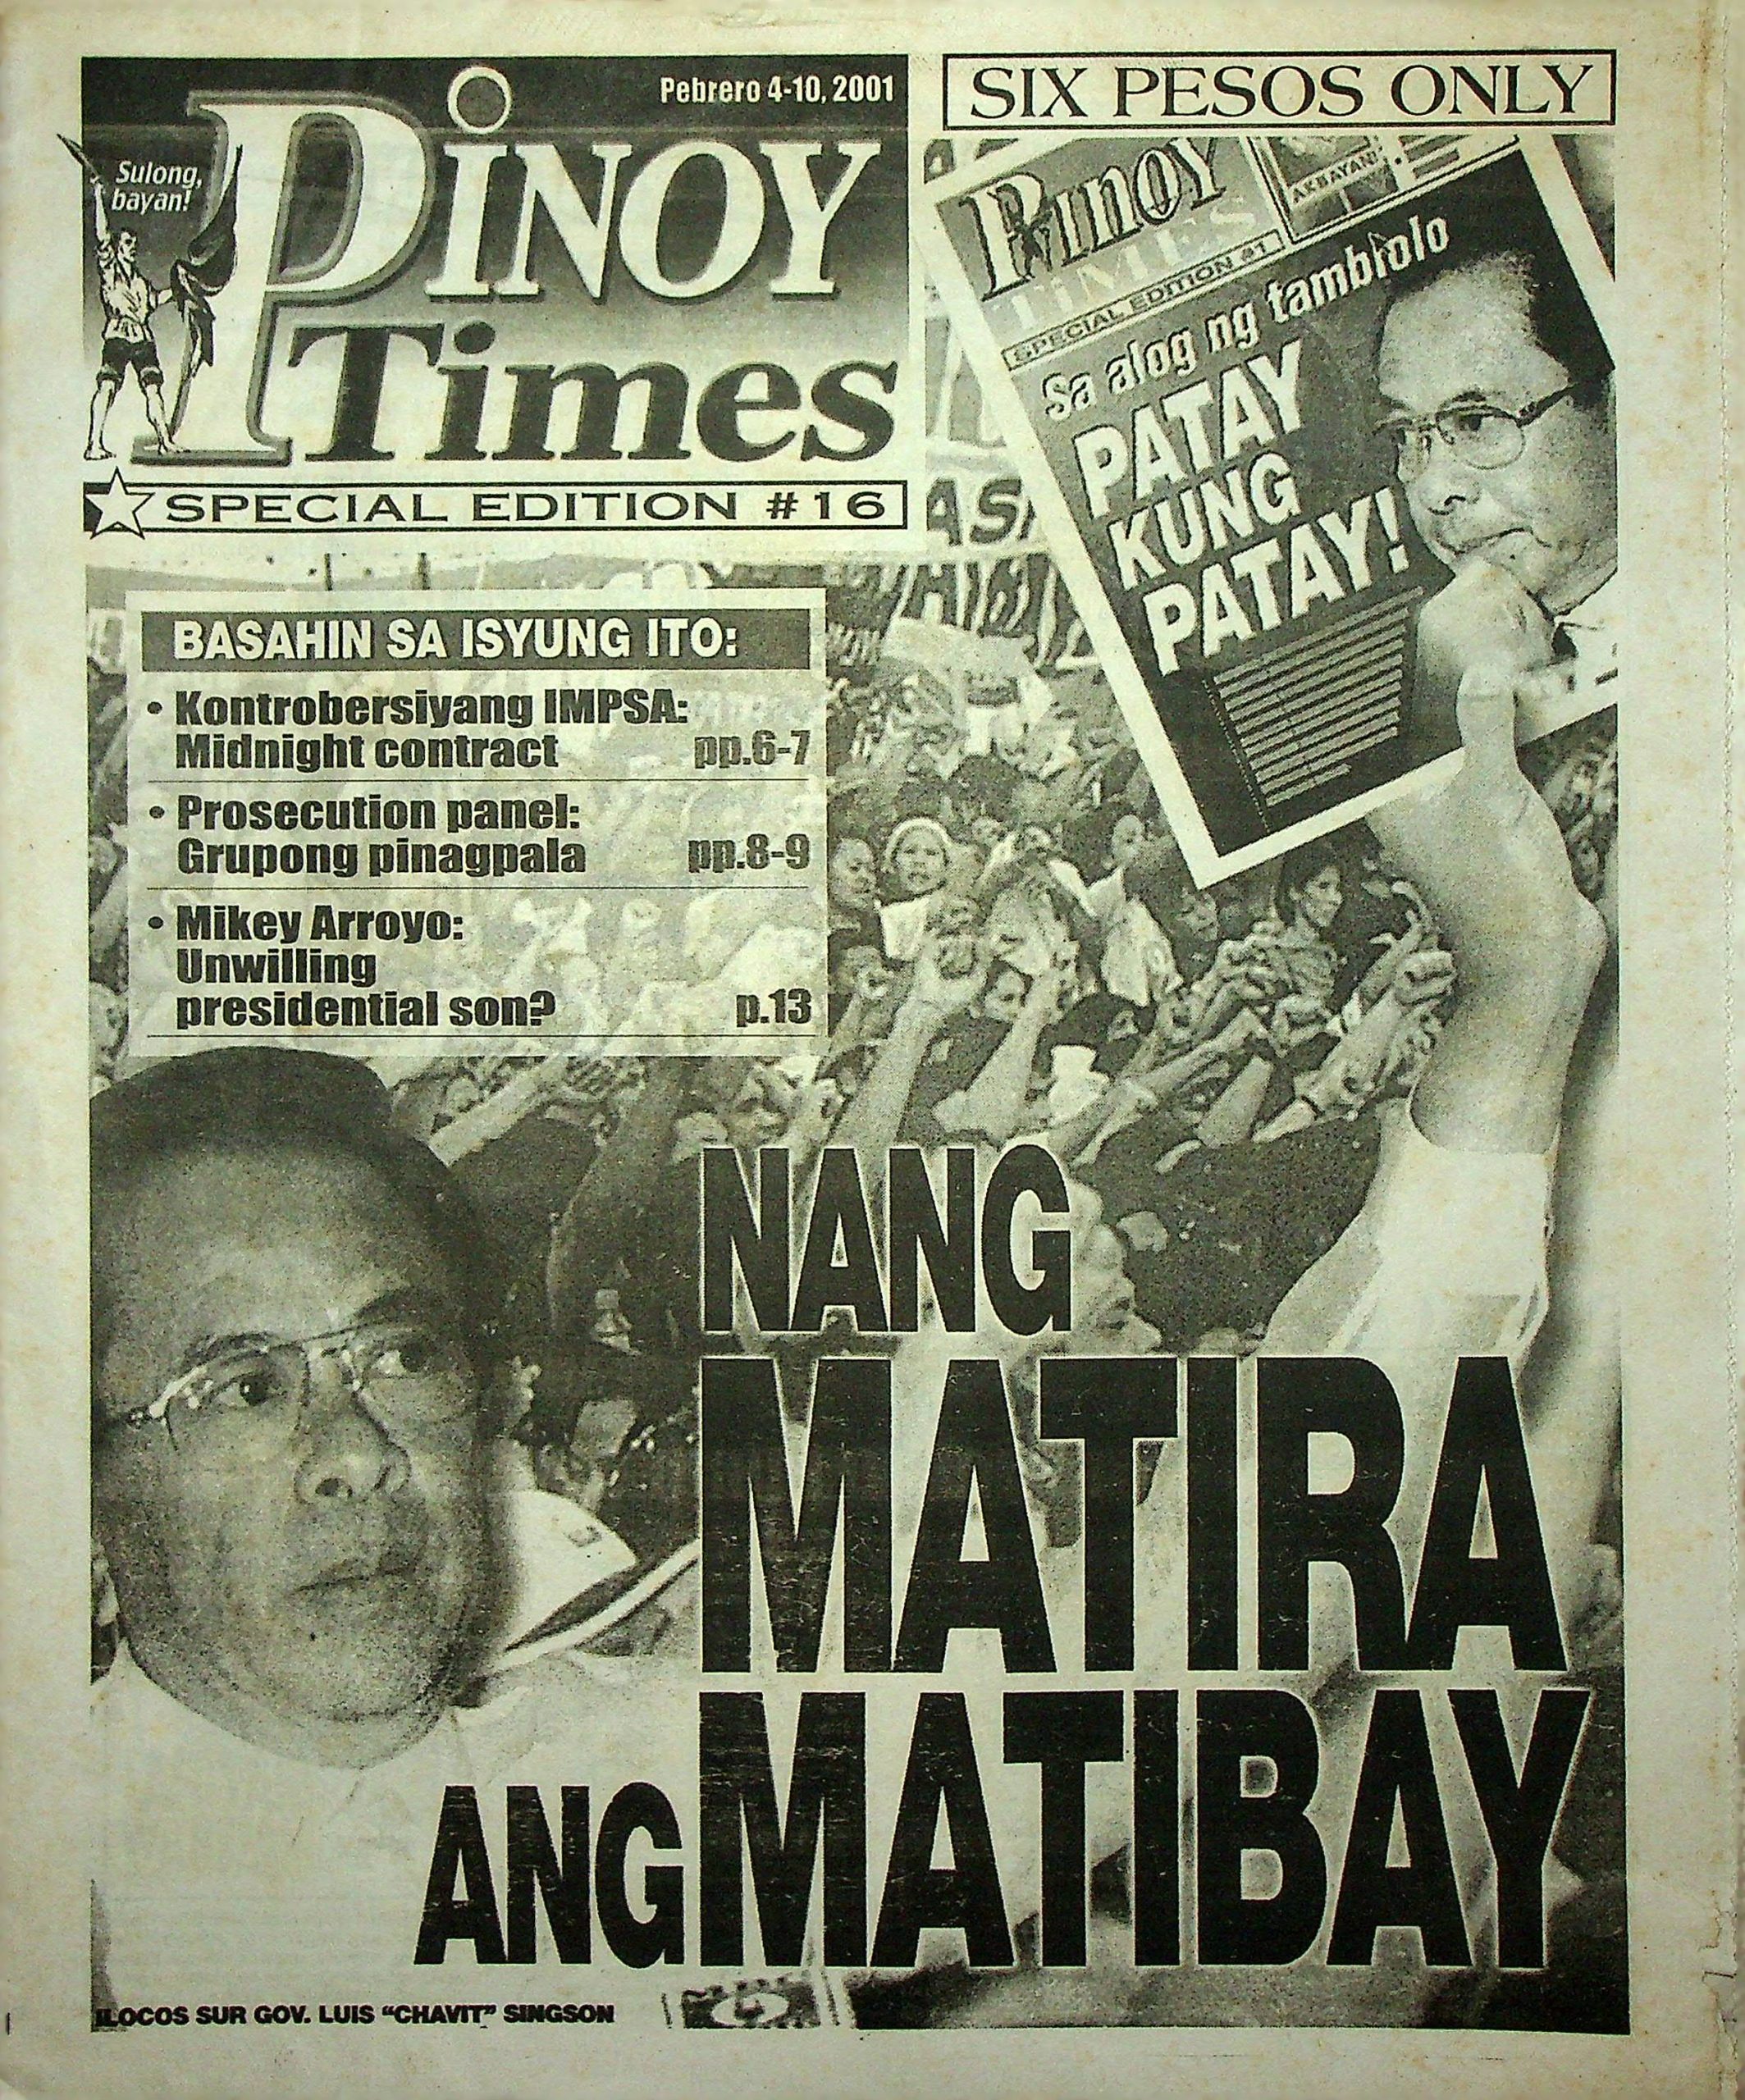 Pebrero 4-10, 2001
SIX PESOS ONLY
Sulong,
bayan!
PINOY
Times
SPECIAL EDITION #16
PINOY
TIMES
AKBAYAN!
SPECIAL EDITION #1
Sa alog ng tambiolo
PATAY
KUNG
PATAY!
BASAHIN SA ISYUNG ITO:
• Kontrobersiyang IMPSA:
Midnight contract pp.6-7
• Prosecution panel:
Grupong pinagpala pp.8-9
• Mikey Arroyo:
Unwilling
presidential son? p.13
NANG
MATIRA
ANG MATIBAY
ILOCOS SUR GOV. LUIS “CHAVIT” SINGSON